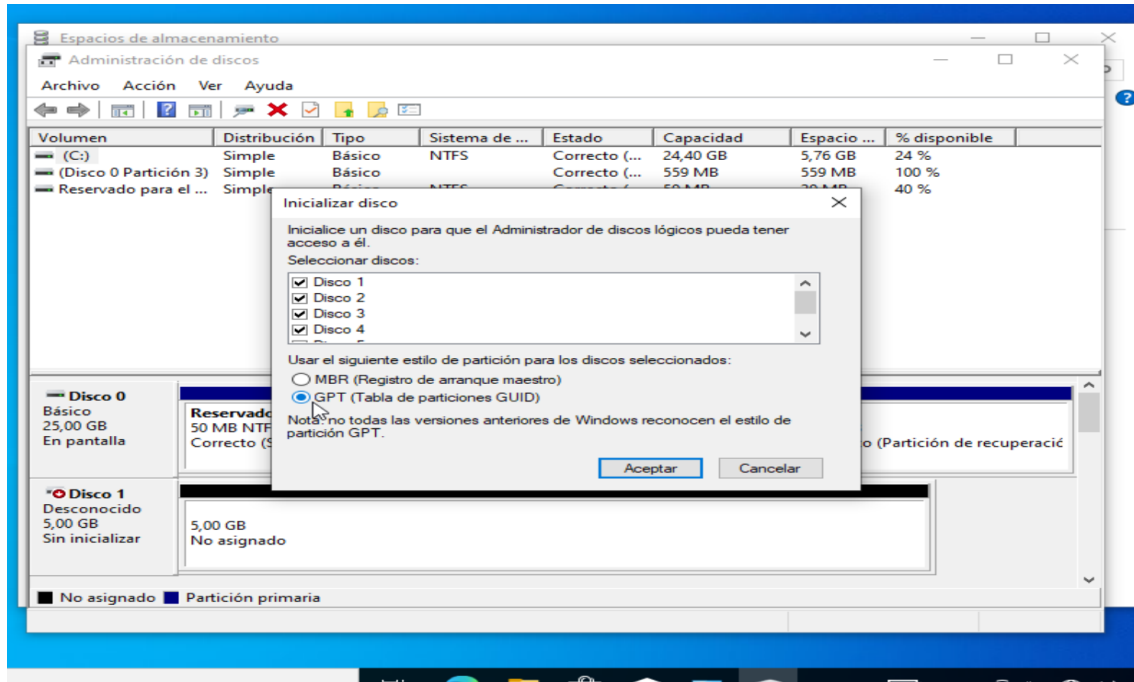 Espacios de almacenamiento
Administración de discos
Archivo Acción Ver Ayuda
Volumen Distribución Tipo Sistema de ... Estado Capacidad Espacio ... % disponible
(C:) Simple Básico NTFS Correcto (... 24,40 GB 5,76 GB 24 %
(Disco 0 Partición 3) Simple Básico Correcto (... 559 MB 559 MB 100 %
Reservado para el ... Simple 40 %
Inicializar disco
Inicialice un disco para que el Administrador de discos lógicos pueda tener
acceso a él.
Seleccionar discos:
Disco 1
Disco 2
Disco 3
Disco 4
Usar el siguiente estilo de partición para los discos seleccionados:
MBR (Registro de arranque maestro)
GPT (Tabla de particiones GUID)
Nota: no todas las versiones anteriores de Windows reconocen el estilo de
partición GPT.
Aceptar Cancelar
Disco 0
Básico
25,00 GB
En pantalla
Reservado
50 MB NTF
Correcto (S
o (Partición de recuperació
Disco 1
Desconocido
5,00 GB
Sin inicializar
5,00 GB
No asignado
No asignado Partición primaria